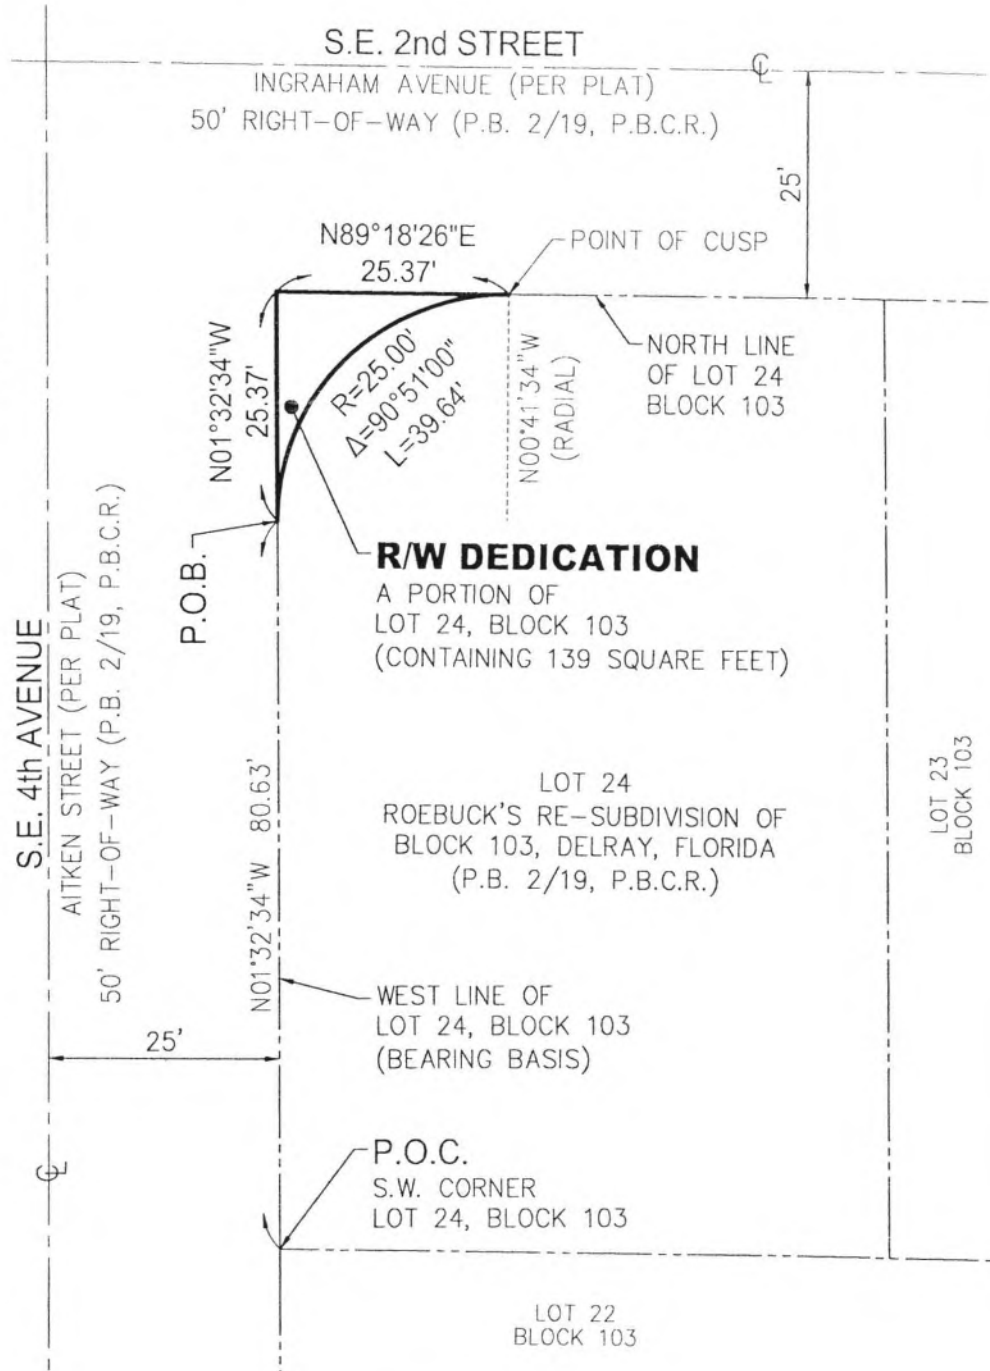 S.E. 2nd STREET
℄
INGRAHAM AVENUE (PER PLAT)
50' RIGHT-OF-WAY (P.B. 2/19, P.B.C.R.)
25'
N89°18'26"E
25.37'
POINT OF CUSP
N01°32'34"W
25.37'
R=25.00'
Δ=90°51'00"
L=39.64'
N00°41'34"W
(RADIAL)
NORTH LINE
OF LOT 24
BLOCK 103
P.O.B.
R/W DEDICATION
A PORTION OF
LOT 24, BLOCK 103
(CONTAINING 139 SQUARE FEET)
S.E. 4th AVENUE
AITKEN STREET (PER PLAT)
50' RIGHT-OF-WAY (P.B. 2/19, P.B.C.R.)
N01°32'34"W 80.63'
LOT 24
ROEBUCK'S RE-SUBDIVISION OF
BLOCK 103, DELRAY, FLORIDA
(P.B. 2/19, P.B.C.R.)
LOT 23
BLOCK 103
WEST LINE OF
LOT 24, BLOCK 103
(BEARING BASIS)
25'
℄
P.O.C.
S.W. CORNER
LOT 24, BLOCK 103
LOT 22
BLOCK 103